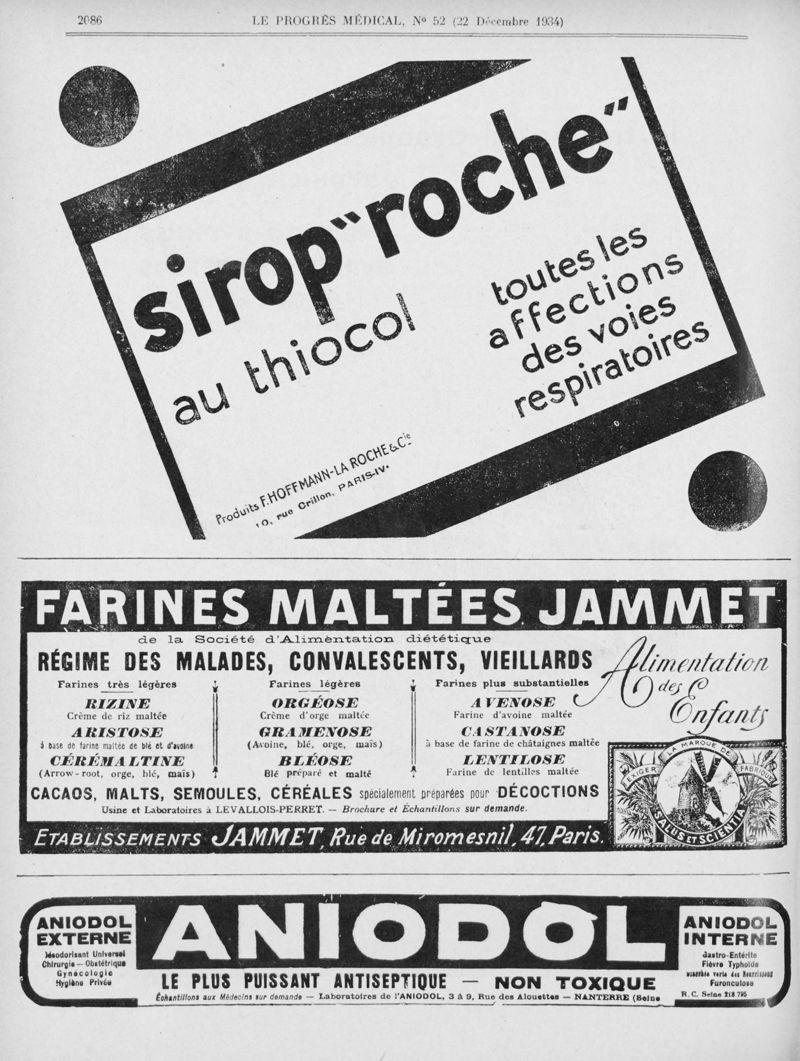 2086
LE PROGRÈS MÉDICAL, Nº 52 (22 Décembre 1934)
sirop "roche"
au thiocol
toutes les
affections
des voies
respiratoires
Produits F. HOFFMANN-LA ROCHE & Cie
10, rue Crillon, PARIS-IV•
FARINES MALTÉES JAMMET
de la Société d'Alimentation diététique
RÉGIME DES MALADES, CONVALESCENTS, VIEILLARDS
Alimentation
des
Enfants
Farines très légères
RIZINE
Crème de riz maltée
ARISTOSE
à base de farine maltée de blé et d'avoine
CÉRÉMALTINE
(Arrow-root, orge, blé, maïs)
Farines légères
ORGÉOSE
Crème d'orge maltée
GRAMENOSE
(Avoine, blé, orge, maïs)
BLÉOSE
Blé préparé et malté
Farines plus substantielles
AVENOSE
Farine d'avoine maltée
CASTANOSE
à base de farine de châtaignes maltée
LENTILOSE
Farine de lentilles maltée
EXIGER LA MARQUE DE FABRIQUE
SALUS ET SCIENTIA
CACAOS, MALTS, SEMOULES, CÉRÉALES spécialement préparées pour DÉCOCTIONS
Usine et Laboratoires à LEVALLOIS-PERRET. — Brochure et Échantillons sur demande.
ETABLISSEMENTS JAMMET, Rue de Miromesnil, 47, Paris.
ANIODOL
EXTERNE
Désodorisant Universel
Chirurgie — Obstétrique
Gynécologie
Hygiène Privée
ANIODOL
LE PLUS PUISSANT ANTISEPTIQUE — NON TOXIQUE
Échantillons aux Médecins sur demande — Laboratoires de l'ANIODOL, 3 à 9, Rue des Alouettes — NANTERRE (Seine
ANIODOL
INTERNE
Gastro-Entérite
Fièvre Typhoïde
verte des Nourrissons
Furonculose
R. C. Seine 218.795